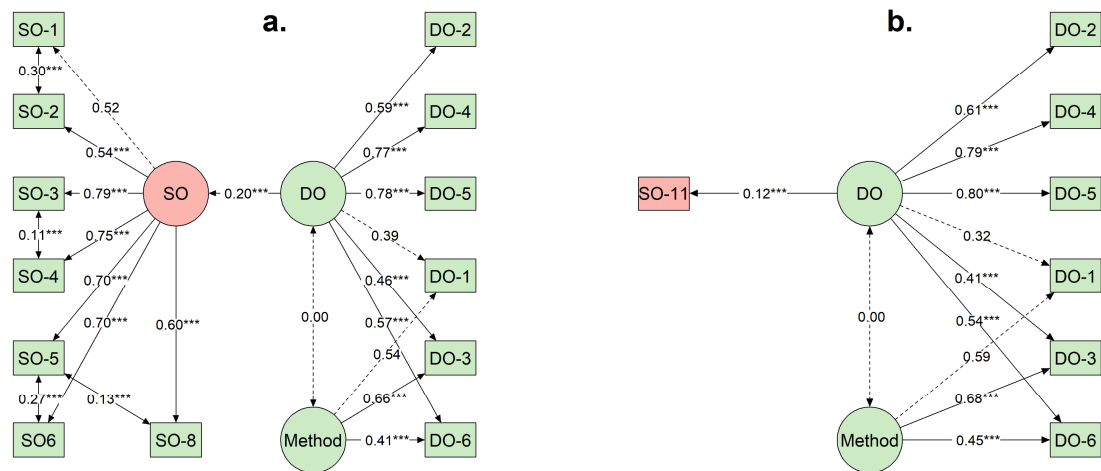 a.
SO-1
DO-2
0.30***
0.59***
0.52
SO-2
DO-4
0.54***
0.77***
SO-3
0.79***
SO
0.20***
DO
0.78***
DO-5
0.11***
0.75***
0.39
SO-4
DO-1
0.70***
0.46***
0.70***
0.60***
0.00
0.57***
0.54
SO-5
DO-3
0.27***
0.13***
0.66***
SO6
SO-8
Method
0.41***
DO-6
b.
DO-2
0.61***
DO-4
0.79***
SO-11
0.12***
DO
0.80***
DO-5
0.32
DO-1
0.41***
0.00
0.54***
0.59
DO-3
0.68***
Method
0.45***
DO-6